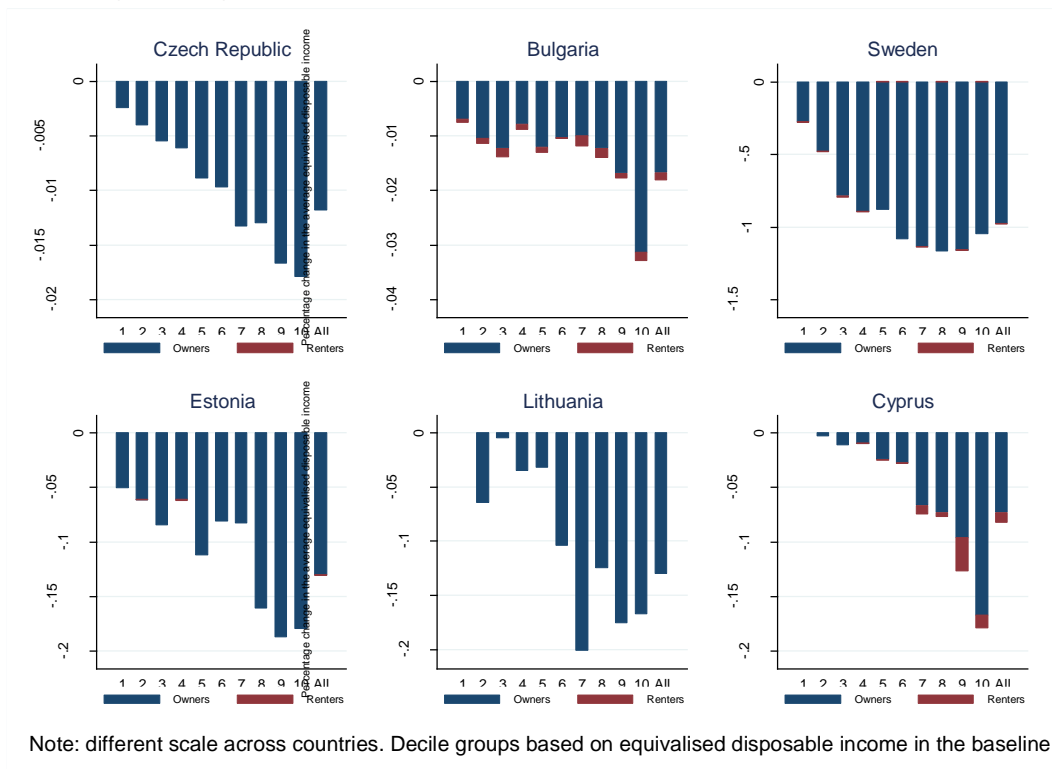 Czech Republic
0
-.005
-.01
-.015
-.02
1 2 3 4 5 6 7 8 9 10 All
Owners Renters
Percentage change in the average equivalised disposable income
Bulgaria
0
-.01
-.02
-.03
-.04
1 2 3 4 5 6 7 8 9 10 All
Owners Renters
Sweden
0
-.5
-1
-1.5
1 2 3 4 5 6 7 8 9 10 All
Owners Renters
Estonia
0
-.05
-.1
-.15
-.2
1 2 3 4 5 6 7 8 9 10 All
Owners Renters
Percentage change in the average equivalised disposable income
Lithuania
0
-.05
-.1
-.15
-.2
1 2 3 4 5 6 7 8 9 10 All
Owners Renters
Cyprus
0
-.05
-.1
-.15
-.2
1 2 3 4 5 6 7 8 9 10 All
Owners Renters
Note: different scale across countries. Decile groups based on equivalised disposable income in the baseline